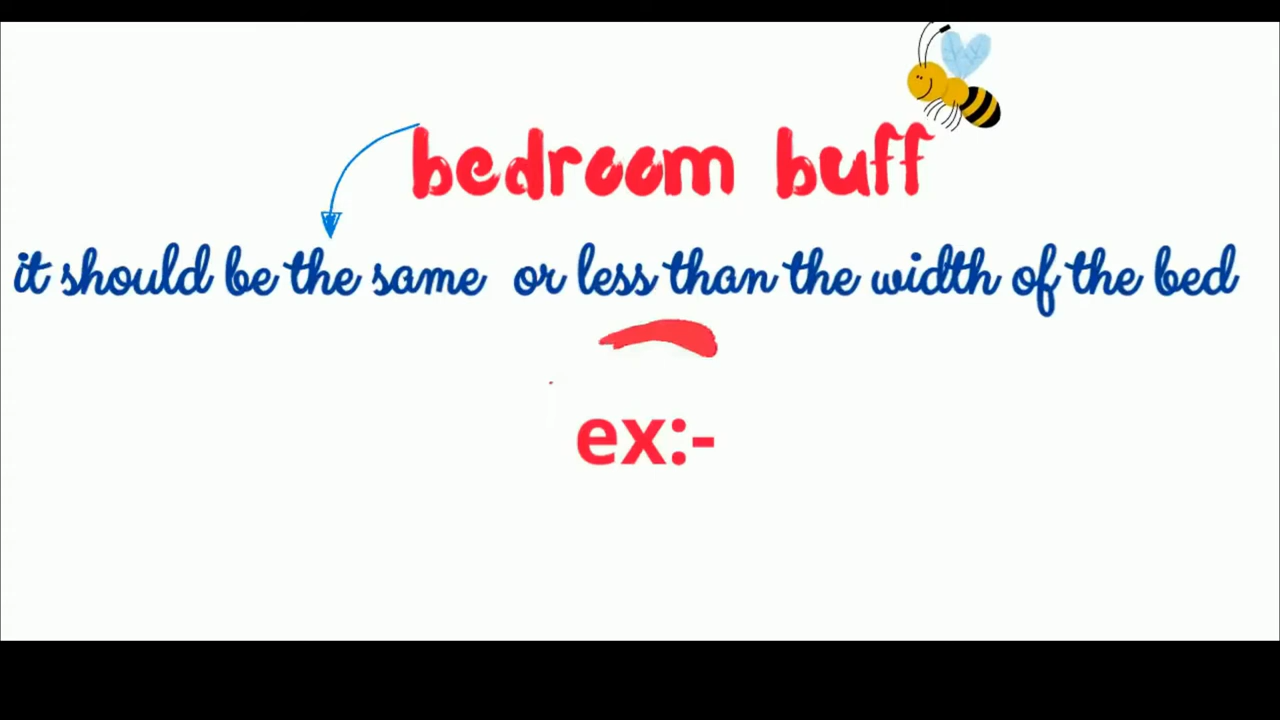 bedroom buff
it should be the same or less than the width of the bed
ex:-